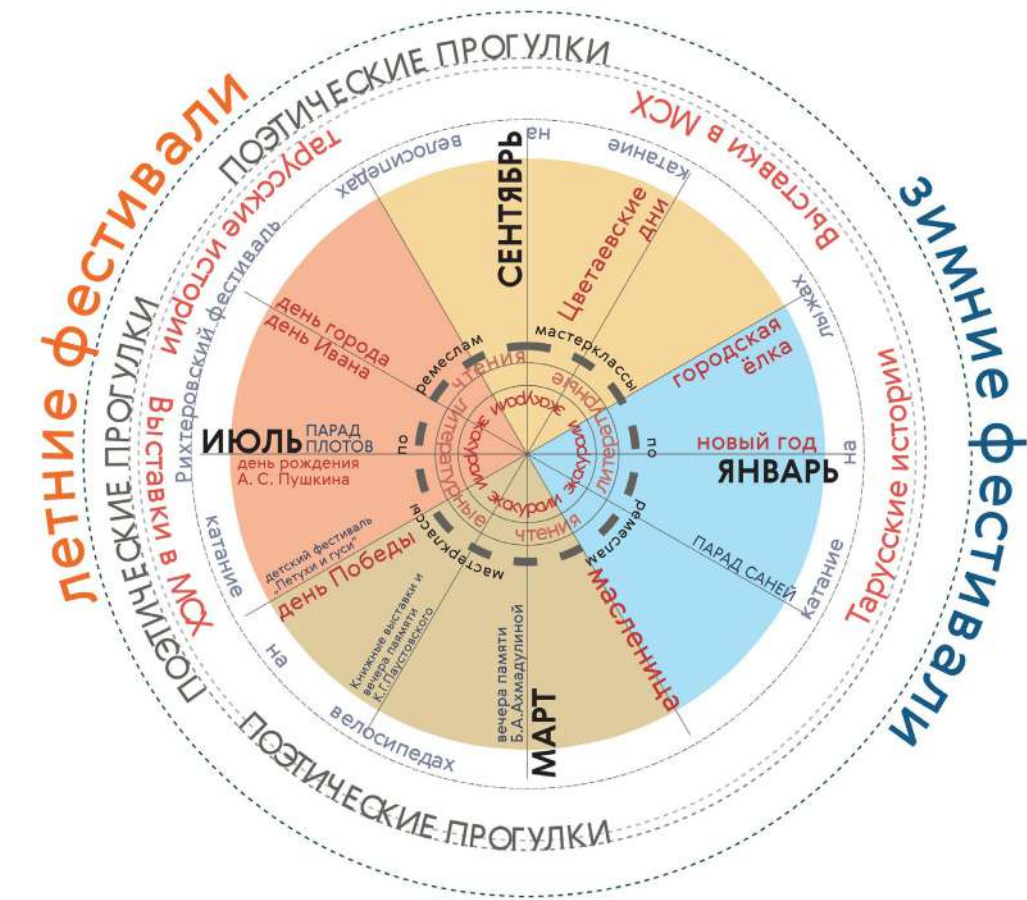 летние фестивали
зимние фестивали
ПОЭТИЧЕСКИЕ ПРОГУЛКИ
ПОЭТИЧЕСКИЕ ПРОГУЛКИ
ПОЭТИЧЕСКИЕ ПРОГУЛКИ
Тарусские истории
Выставки в МСХ
Выставки в МСХ
Тарусские истории
Рихтеровский фестиваль
катание
на
велосипедах
катание
на
лыжах
катание
на
велосипедах
СЕНТЯБРЬ
Цветаевские
дни
городская
ёлка
новый год
ЯНВАРЬ
ПАРАД САНЕЙ
масленица
МАРТ
вечера памяти
Б.А.Ахмадулиной
Книжные выставки и
вечера паямяти
К.Г.Паустовского
день Победы
детский фестиваль
„Петухи и гуси"
ИЮЛЬ
ПАРАД
ПЛОТОВ
день рождения
А. С. Пушкина
день города
день Ивана
мастерклассы
по
ремеслам
мастерклассы
по
ремеслам
литературные
чтения
литературные
чтения
экскурсии
экскурсии
экскурсии
экскурсии